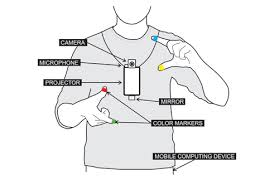 CAMERA
MICROPHONE
PROJECTOR
MIRROR
COLOR MARKERS
MOBILE COMPUTING DEVICE